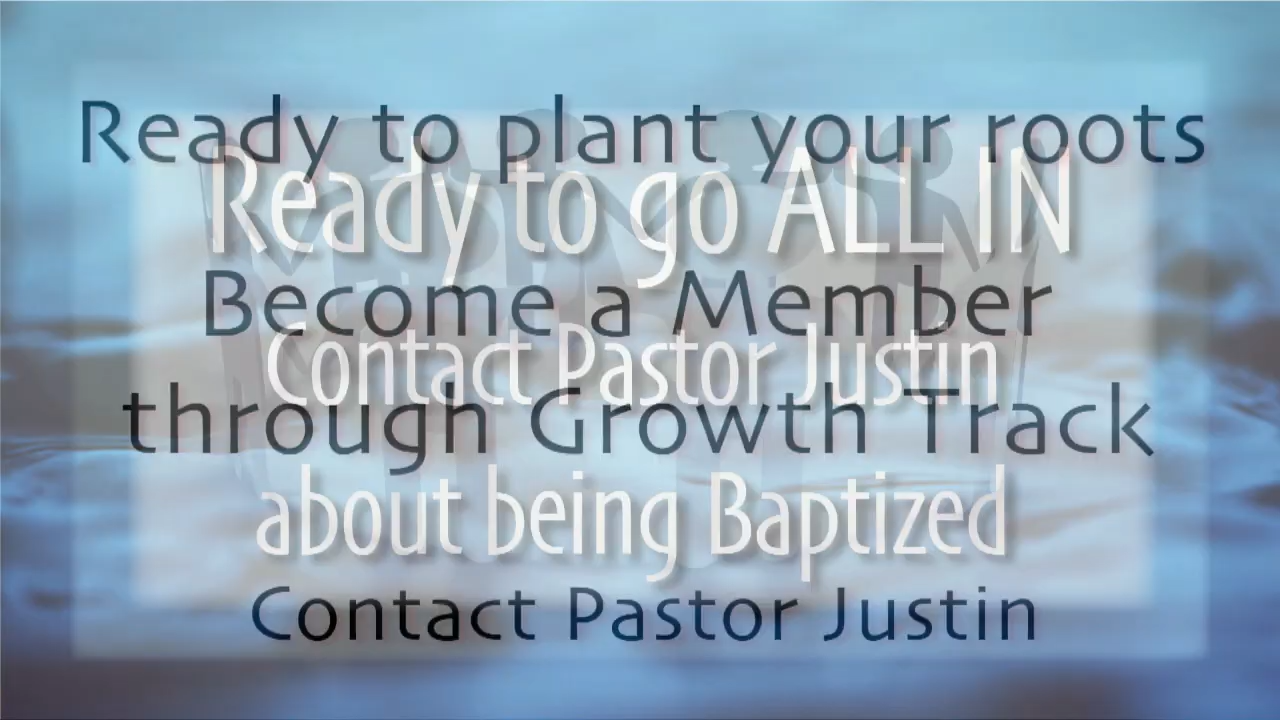 Ready to plant your roots
Ready to go ALL IN
Become a Member
Contact Pastor Justin
through Growth Track
about being Baptized
Contact Pastor Justin